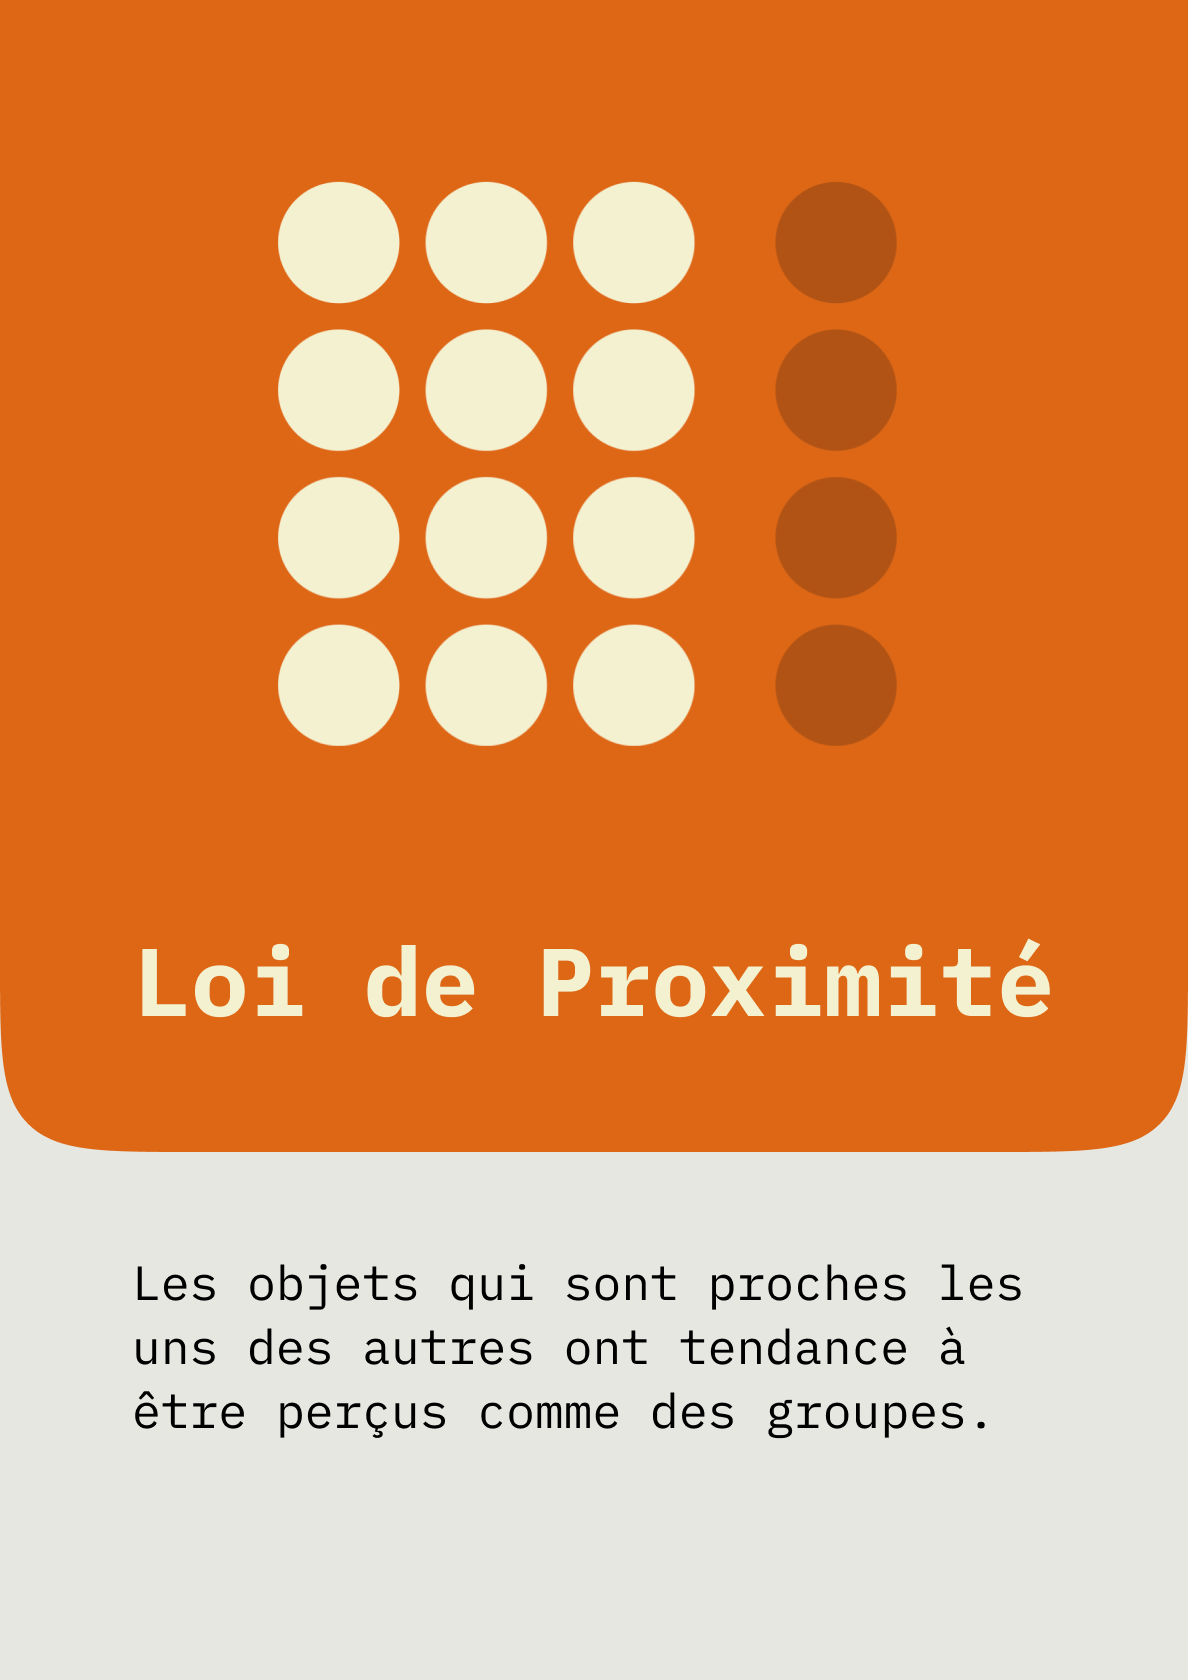 Loi de Proximité
Les objets qui sont proches les
uns des autres ont tendance à
être perçus comme des groupes.